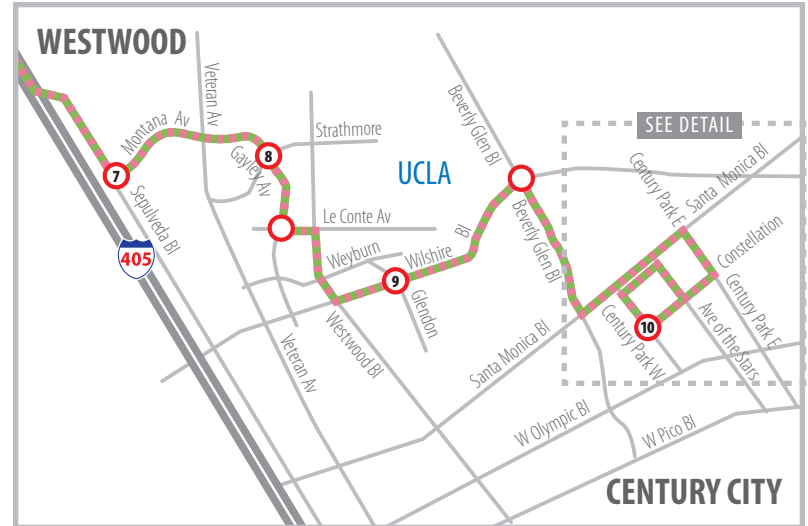 WESTWOOD
Veteran Av
Montana Av
Strathmore
Gayley Av
8
7
UCLA
Beverly Glen Bl
SEE DETAIL
Century Park E
Santa Monica Bl
Sepulveda Bl
405
Le Conte Av
Weyburn
Wilshire Bl
9
Glendon
Beverly Glen Bl
Constellation
Century Park E
Ave of the Stars
10
Century Park W
Veteran Av
Westwood Bl
Santa Monica Bl
W Olympic Bl
W Pico Bl
CENTURY CITY